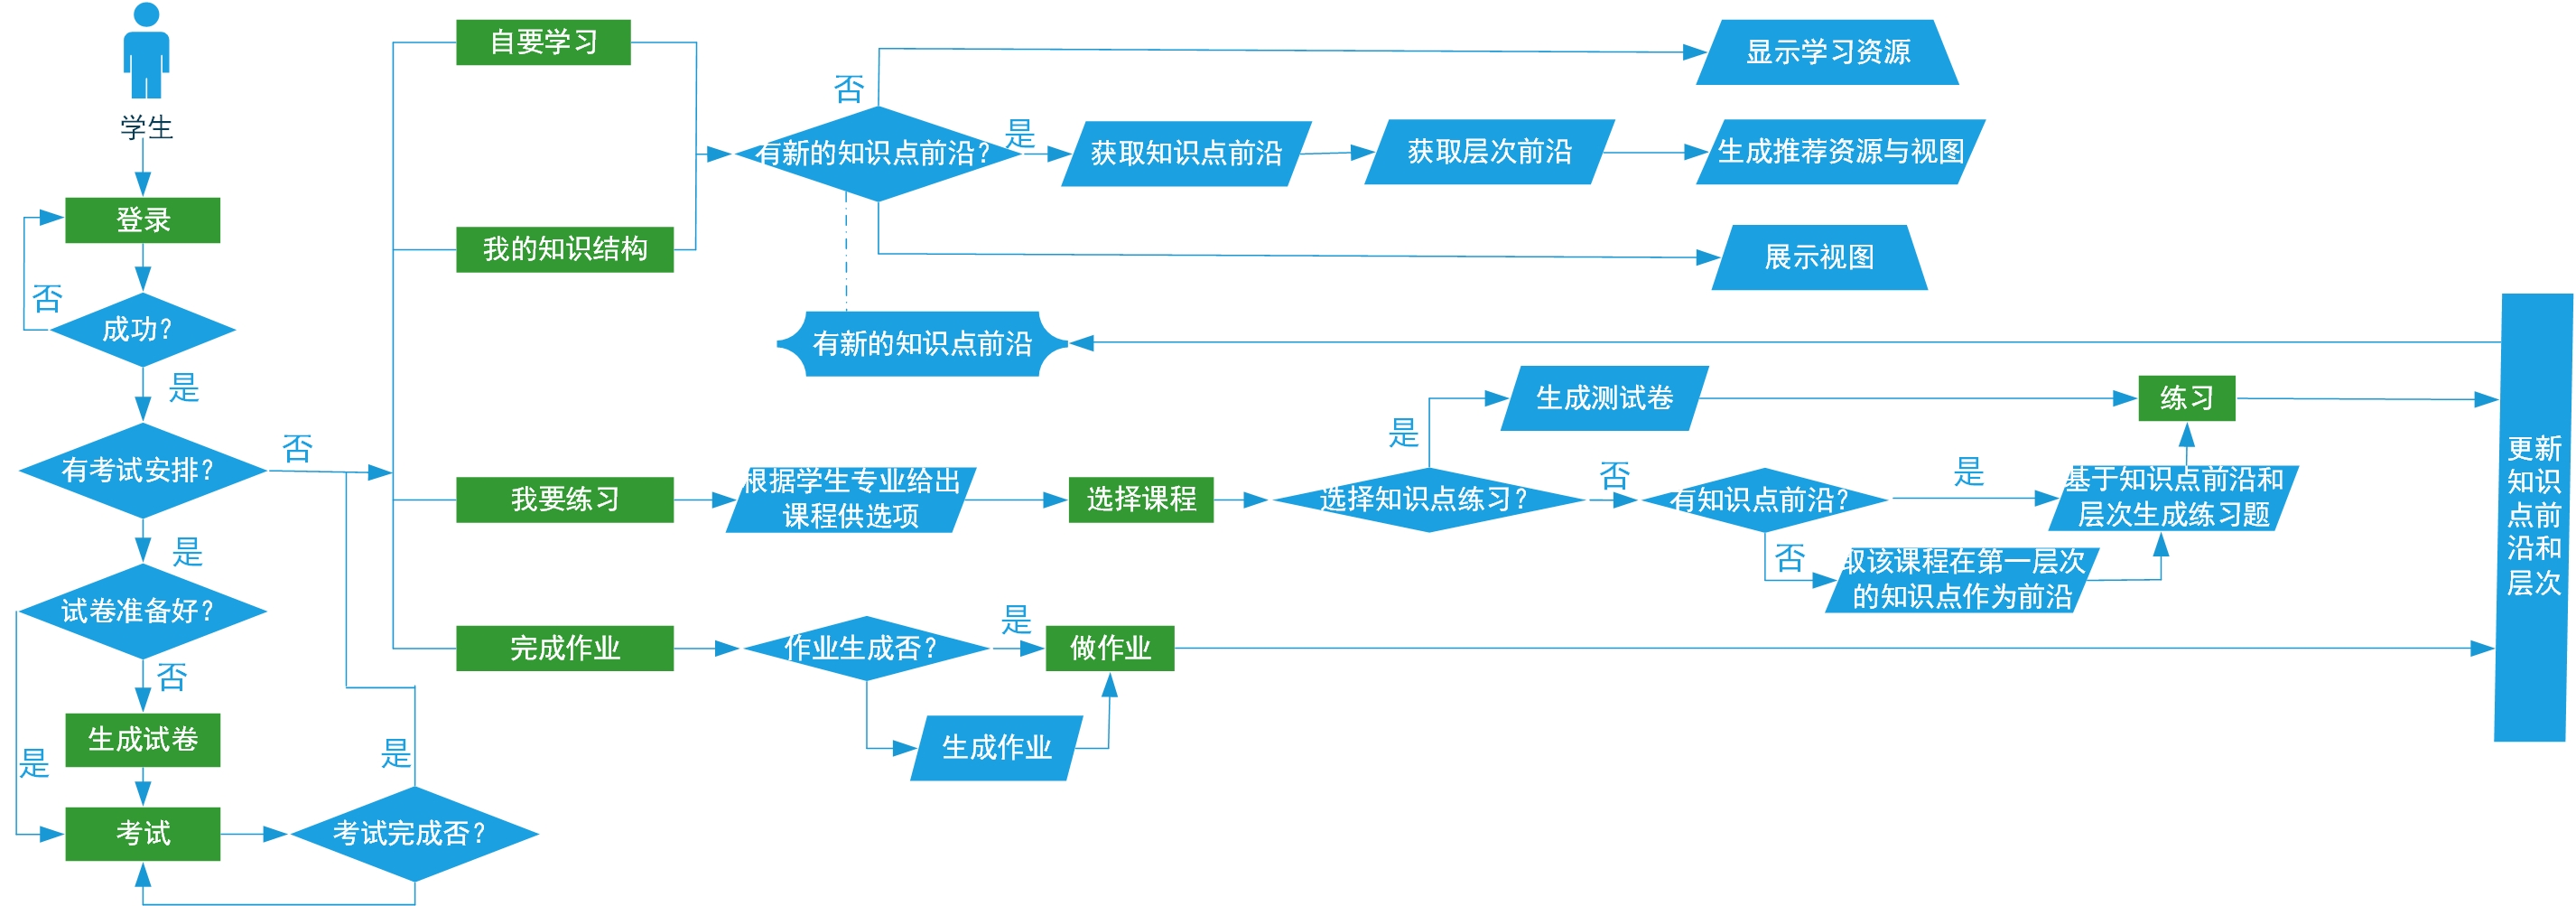 学生
登录
否
成功?
是
有考试安排?
否
是
试卷准备好?
否
是
生成试卷
考试
考试完成否?
是
自要学习
我的知识结构
我要练习
完成作业
有新的知识点前沿?
否
是
显示学习资源
获取知识点前沿
获取层次前沿
生成推荐资源与视图
展示视图
有新的知识点前沿
根据学生专业给出
课程供选项
选择课程
选择知识点练习?
是
生成测试卷
练习
否
有知识点前沿?
是
基于知识点前沿和
层次生成练习题
否
取该课程在第一层次
的知识点作为前沿
作业生成否?
是
做作业
生成作业
更新
知识
点前
沿和
层次